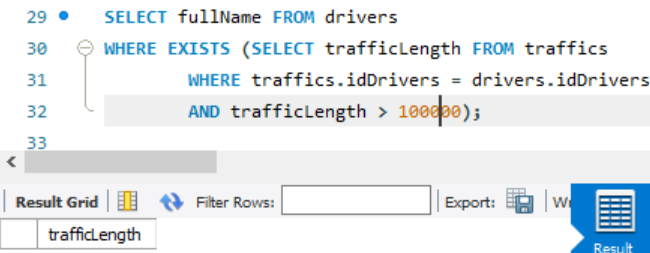 29 SELECT fullName FROM drivers
30 WHERE EXISTS (SELECT trafficLength FROM traffics
31 WHERE traffics.idDrivers = drivers.idDrivers
32 AND trafficLength > 100000);
33
Result Grid Filter Rows: Export: Wr
trafficLength
Result